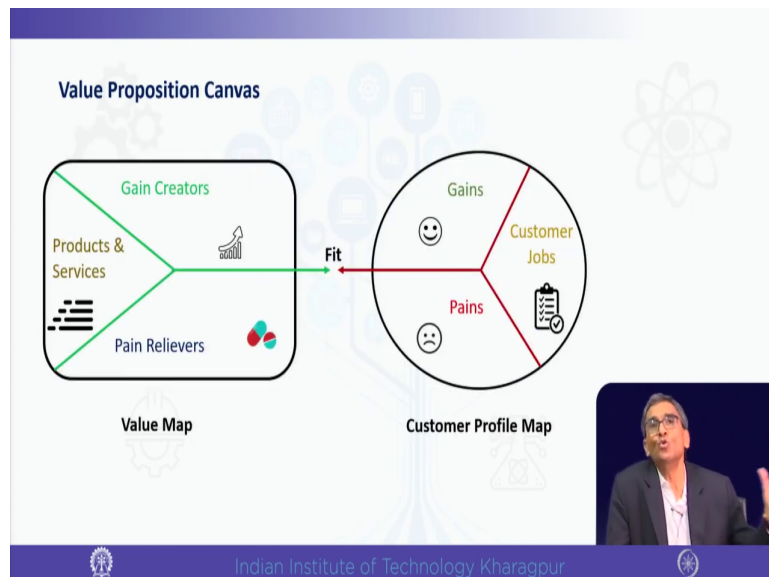 Value Proposition Canvas
Gain Creators
Products &
Services
Pain Relievers
Fit
Gains
Customer
Jobs
Pains
Value Map
Customer Profile Map
Indian Institute of Technology Kharagpur